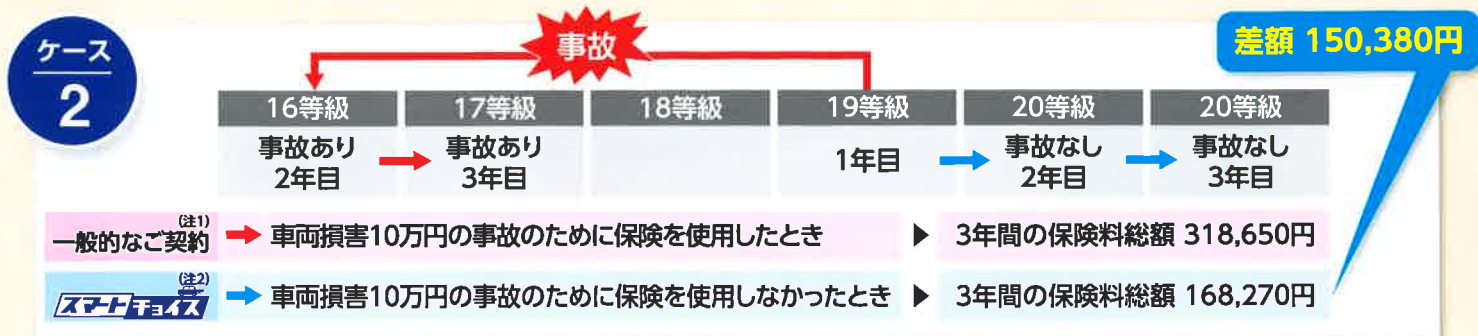 ケース
2
事故
差額 150,380円
16等級 17等級 18等級 19等級 20等級 20等級
事故あり 事故あり 1年目 事故なし 事故なし
2年目 3年目 2年目 3年目
一般的なご契約(注1) 車両損害10万円の事故のために保険を使用したとき ▶ 3年間の保険料総額 318,650円
スマートチョイス(注2) 車両損害10万円の事故のために保険を使用しなかったとき ▶ 3年間の保険料総額 168,270円